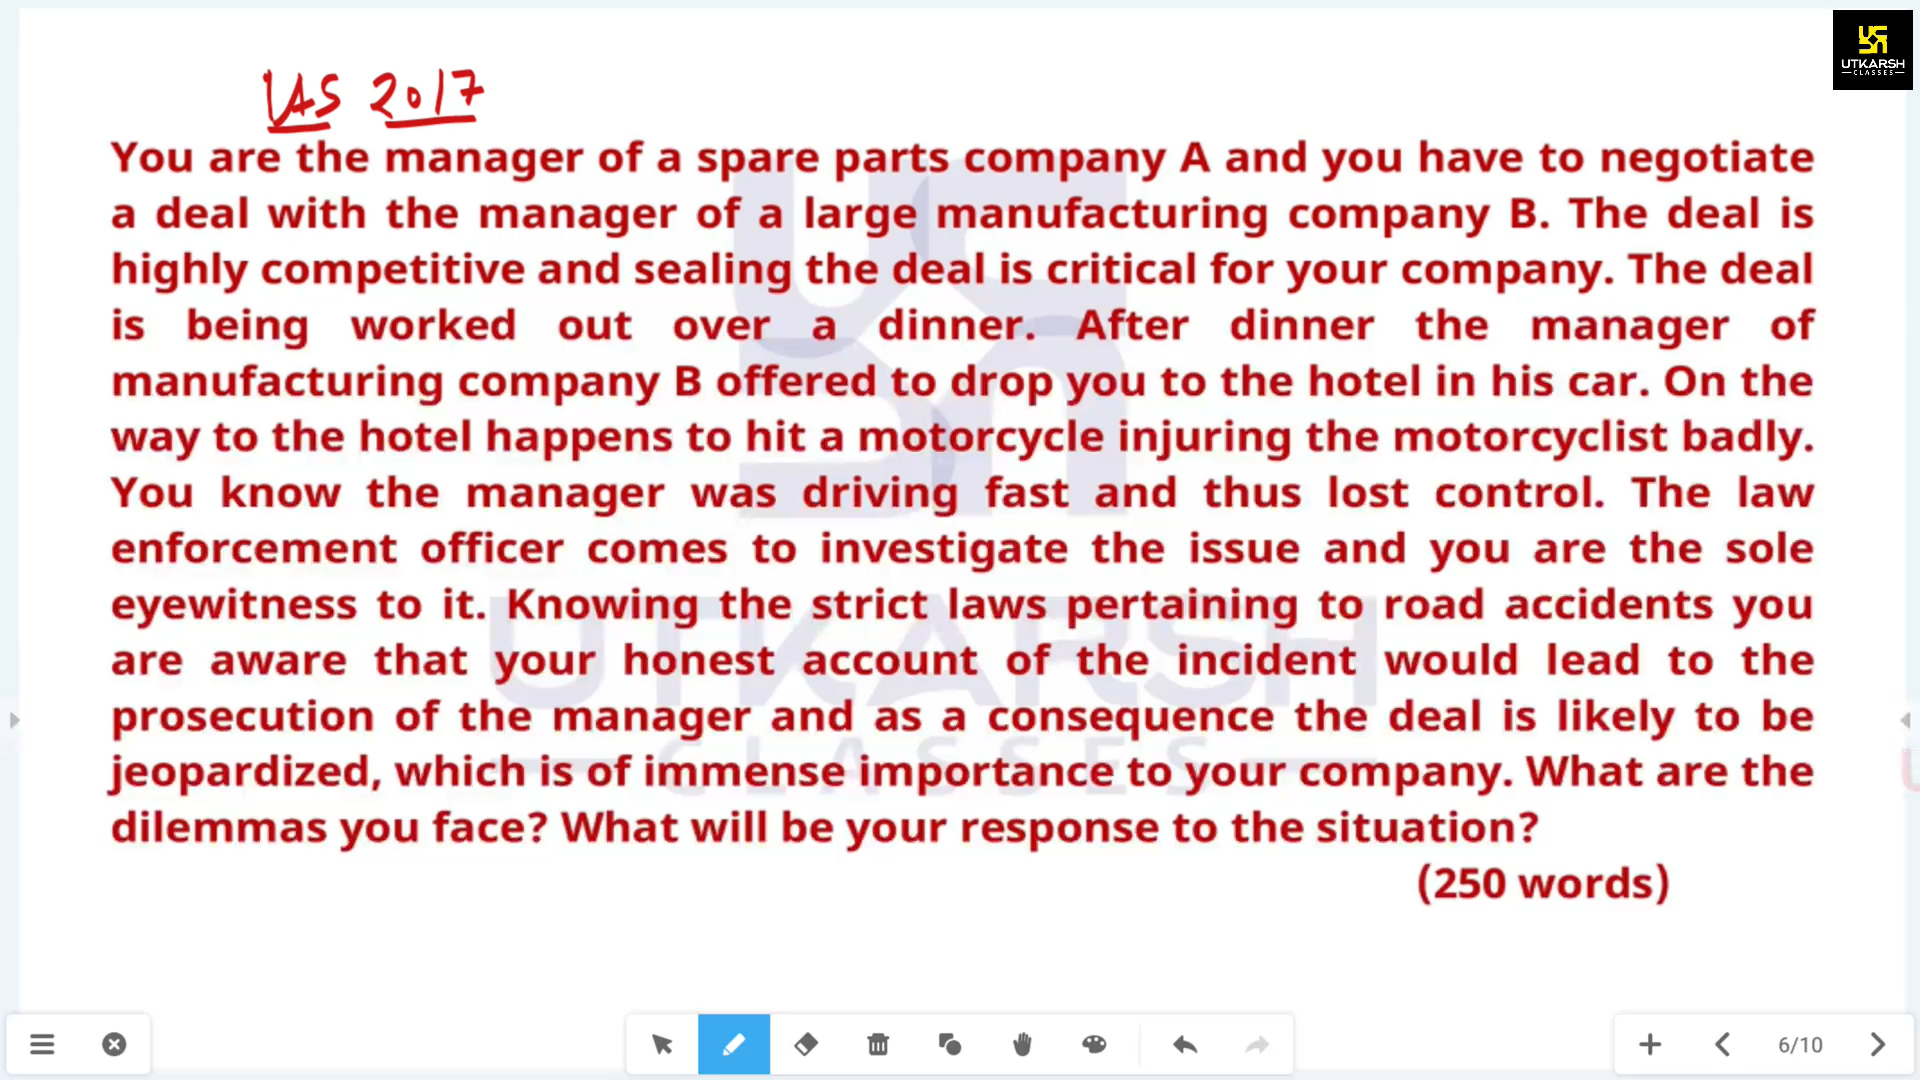 UTKARSH
CLASSES
IAS 2017
You are the manager of a spare parts company A and you have to negotiate
a deal with the manager of a large manufacturing company B. The deal is
highly competitive and sealing the deal is critical for your company. The deal
is being worked out over a dinner. After dinner the manager of
manufacturing company B offered to drop you to the hotel in his car. On the
way to the hotel happens to hit a motorcycle injuring the motorcyclist badly.
You know the manager was driving fast and thus lost control. The law
enforcement officer comes to investigate the issue and you are the sole
eyewitness to it. Knowing the strict laws pertaining to road accidents you
are aware that your honest account of the incident would lead to the
prosecution of the manager and as a consequence the deal is likely to be
jeopardized, which is of immense importance to your company. What are the
dilemmas you face? What will be your response to the situation?
(250 words)
UTKARSH
CLASSES
6/10